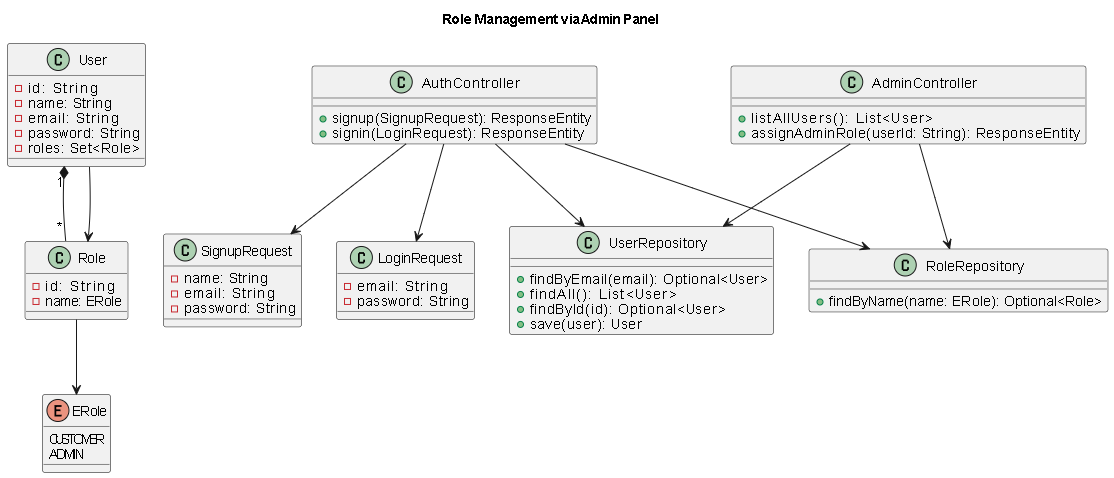 Role Management via Admin Panel
C User
id: String
name: String
email: String
password: String
roles: Set<Role>
C AuthController
signup(SignupRequest): ResponseEntity
signin(LoginRequest): ResponseEntity
C AdminController
listAllUsers(): List<User>
assignAdminRole(userId: String): ResponseEntity
1
*
C Role
id: String
name: ERole
C SignupRequest
name: String
email: String
password: String
C LoginRequest
email: String
password: String
C UserRepository
findByEmail(email): Optional<User>
findAll(): List<User>
findById(id): Optional<User>
save(user): User
C RoleRepository
findByName(name: ERole): Optional<Role>
E ERole
CUSTOMER
ADMIN